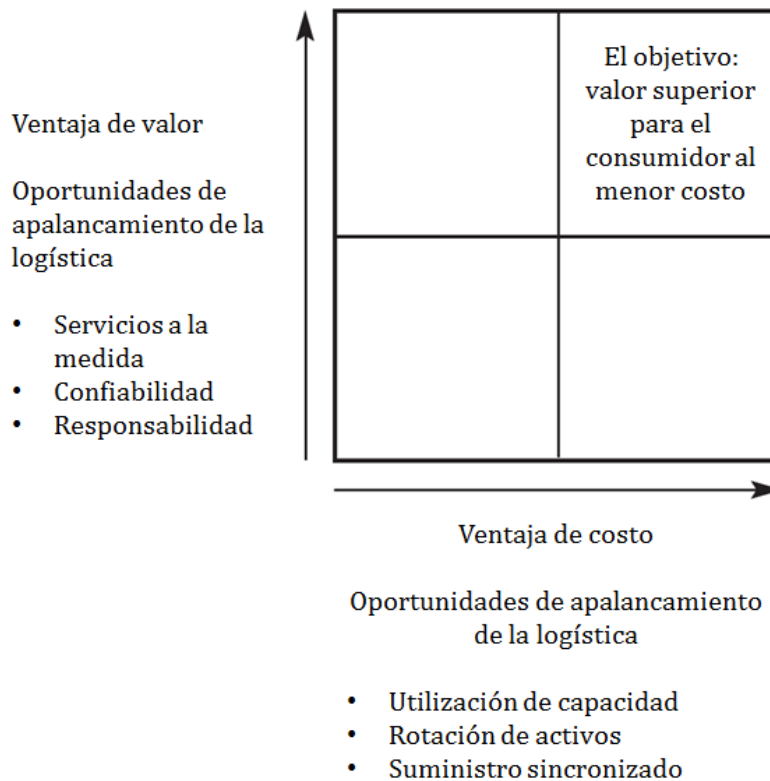 El objetivo:
valor superior
para el
consumidor al
menor costo
Ventaja de valor
Oportunidades de
apalancamiento de la
logística
• Servicios a la
medida
• Confiabilidad
• Responsabilidad
Ventaja de costo
Oportunidades de apalancamiento
de la logística
• Utilización de capacidad
• Rotación de activos
• Suministro sincronizado